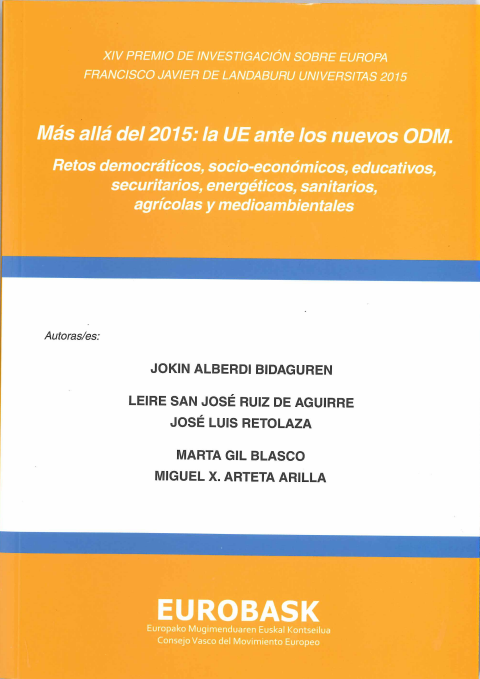 XIV PREMIO DE INVESTIGACIÓN SOBRE EUROPA
FRANCISCO JAVIER DE LANDABURU UNIVERSITAS 2015
Más allá del 2015: la UE ante los nuevos ODM.
Retos democráticos, socio-económicos, educativos,
securitarios, energéticos, sanitarios,
agrícolas y medioambientales
Autoras/es:
JOKIN ALBERDI BIDAGUREN
LEIRE SAN JOSÉ RUIZ DE AGUIRRE
JOSÉ LUIS RETOLAZA
MARTA GIL BLASCO
MIGUEL X. ARTETA ARILLA
EUROBASK
Europako Mugimenduaren Euskal Kontseilua
Consejo Vasco del Movimiento Europeo